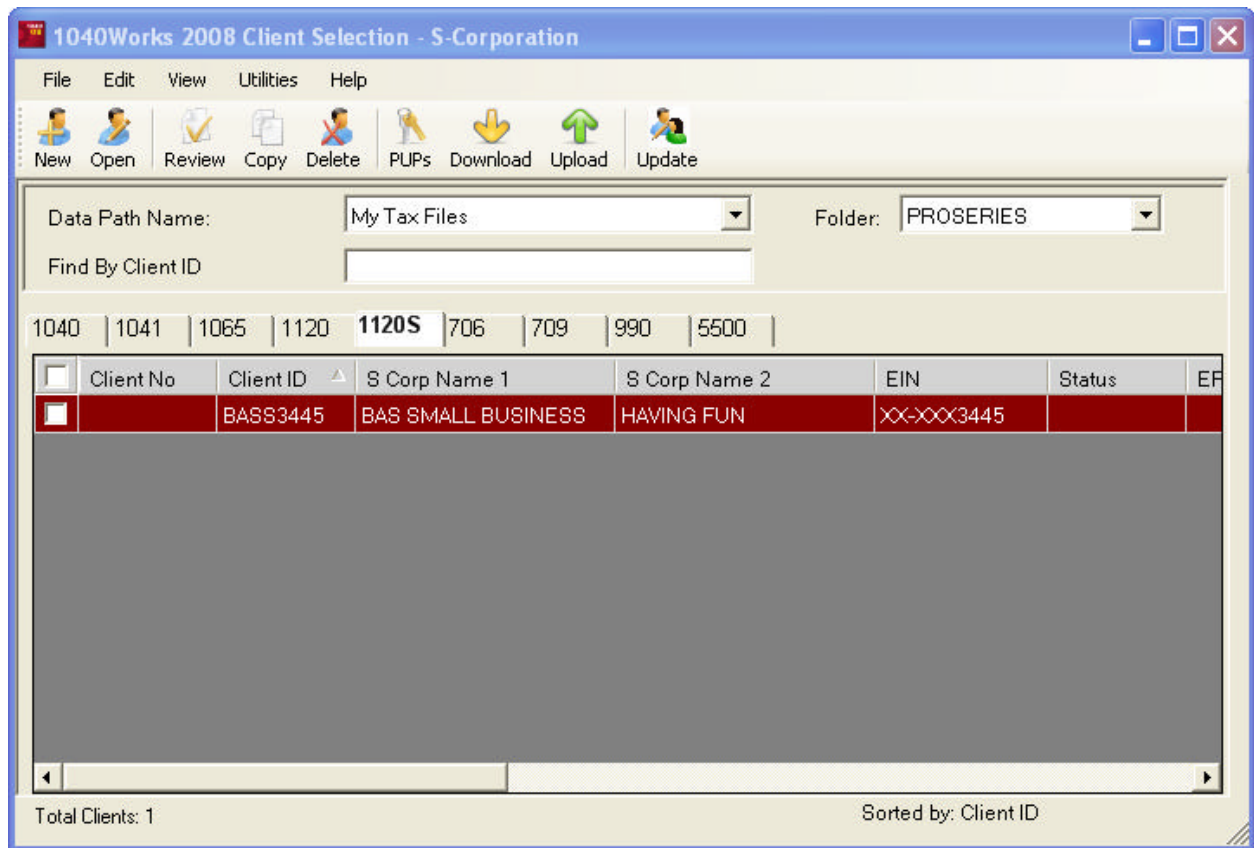 1040Works 2008 Client Selection - S-Corporation
File Edit View Utilities Help
New Open Review Copy Delete PUPs Download Upload Update
Data Path Name: My Tax Files Folder: PROSERIES
Find By Client ID
1040 1041 1065 1120 1120S 706 709 990 5500
Client No Client ID S Corp Name 1 S Corp Name 2 EIN Status EF
BASS3445 BAS SMALL BUSINESS HAVING FUN XX-XXX3445
Total Clients: 1 Sorted by: Client ID